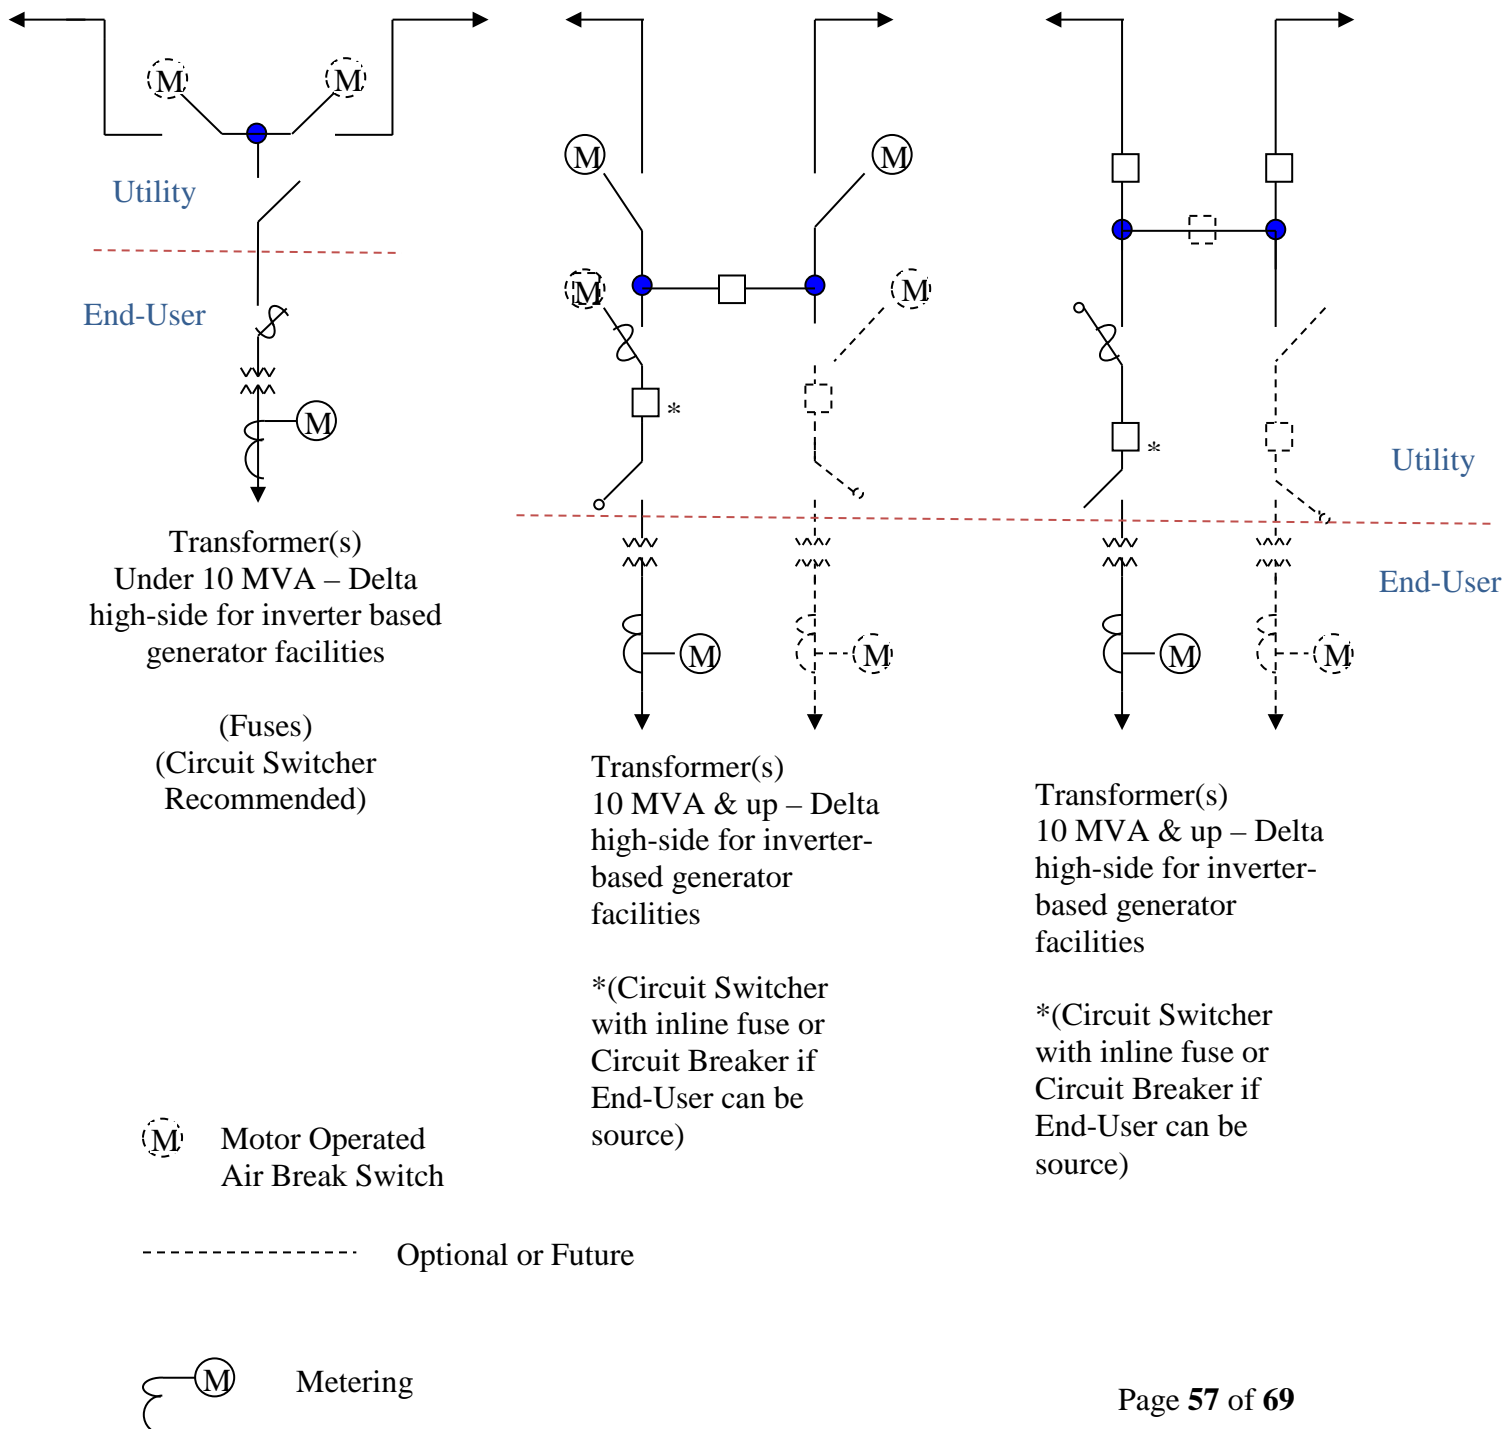 M
M
M
M
Utility
End-User
M
M
M
*
*
Utility
End-User
M
M
M
M
M
Transformer(s)
Under 10 MVA – Delta
high-side for inverter based
generator facilities
(Fuses)
(Circuit Switcher
Recommended)
Transformer(s)
10 MVA & up – Delta
high-side for inverter-
based generator
facilities
*(Circuit Switcher
with inline fuse or
Circuit Breaker if
End-User can be
source)
Transformer(s)
10 MVA & up – Delta
high-side for inverter-
based generator
facilities
*(Circuit Switcher
with inline fuse or
Circuit Breaker if
End-User can be
source)
M Motor Operated
Air Break Switch
Optional or Future
M Metering
Page 57 of 69